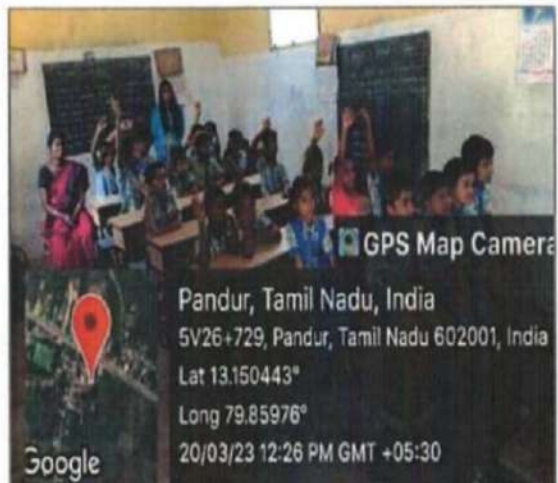 GPS Map Camera
Pandur, Tamil Nadu, India
5V26+729, Pandur, Tamil Nadu 602001, India
Lat 13.150443°
Long 79.85976°
20/03/23 12:26 PM GMT +05:30
Google